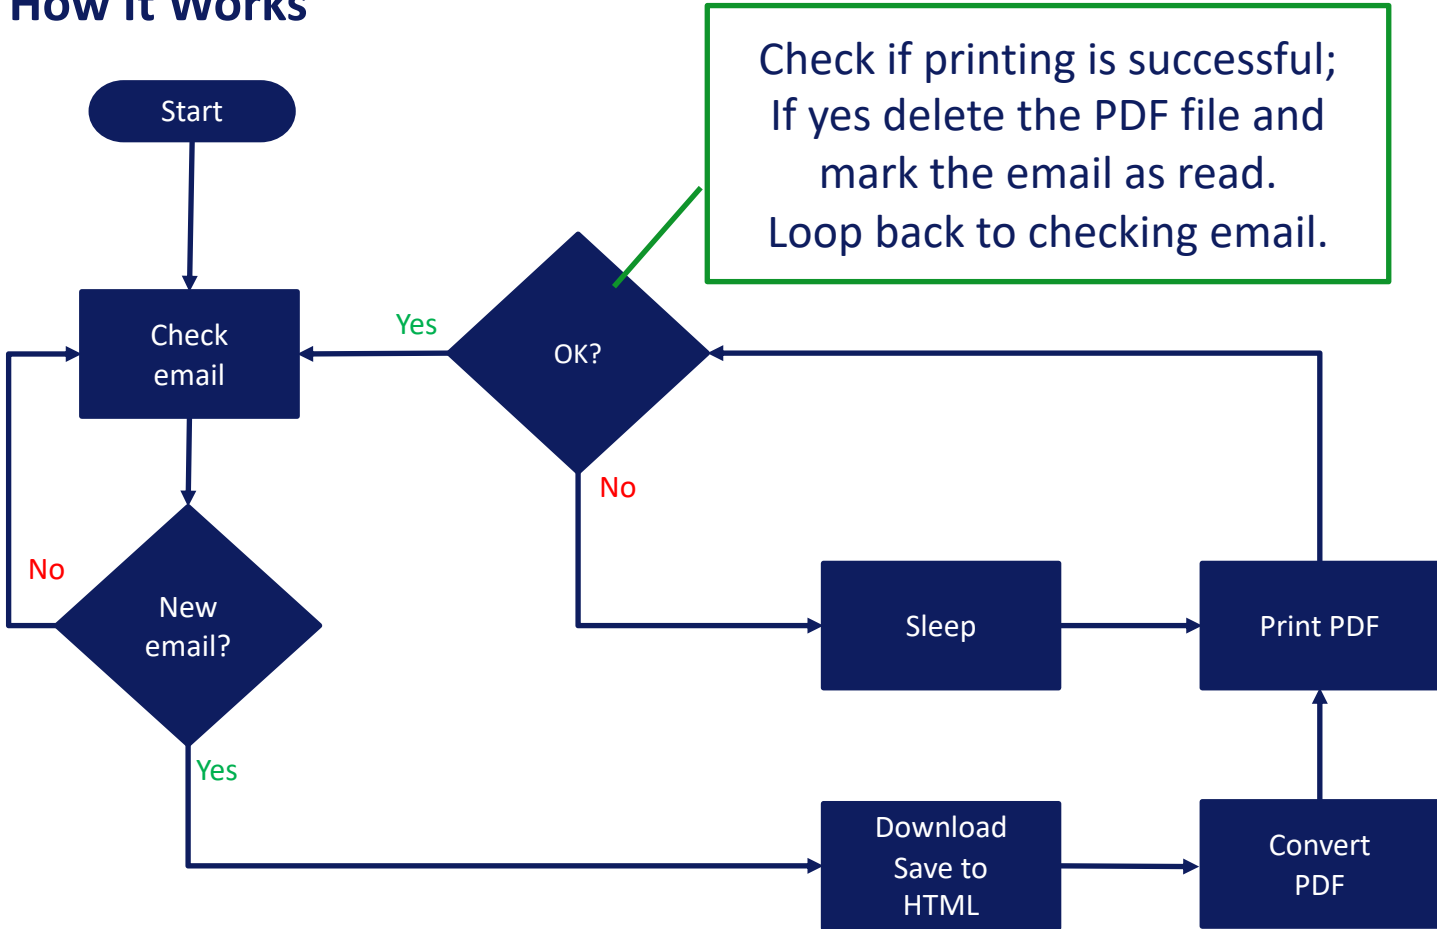 How It Works
Check if printing is successful;
If yes delete the PDF file and
mark the email as read.
Loop back to checking email.
Start
Check
email
Yes
OK?
No
No
New
email?
Sleep
Print PDF
Yes
Download
Save to
HTML
Convert
PDF